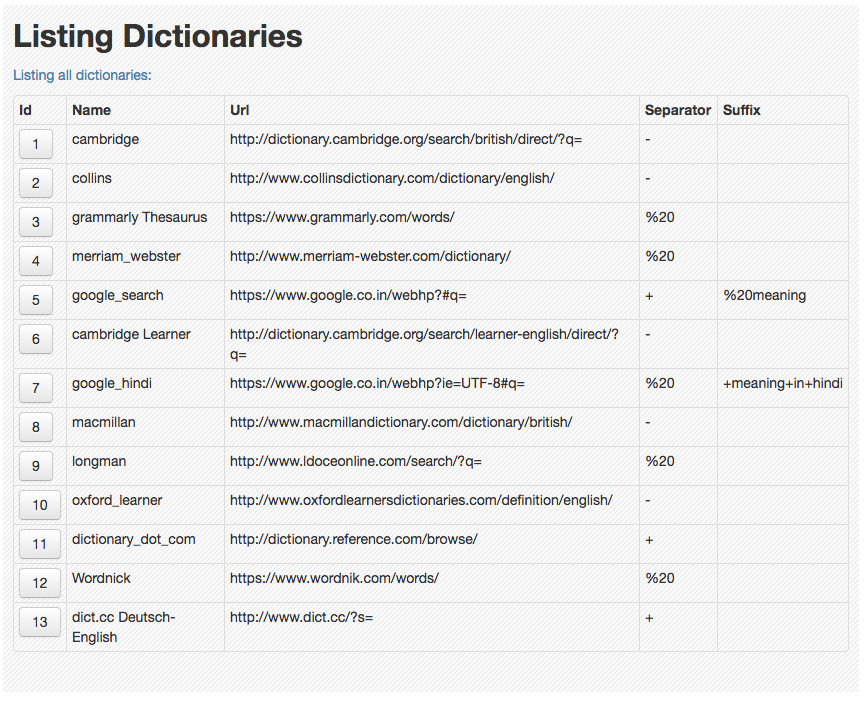 Listing Dictionaries
Listing all dictionaries:
Id Name Url Separator Suffix
1 cambridge http://dictionary.cambridge.org/search/british/direct/?q= -
2 collins http://www.collinsdictionary.com/dictionary/english/ -
3 grammarly Thesaurus https://www.grammarly.com/words/ %20
4 merriam_webster http://www.merriam-webster.com/dictionary/ %20
5 google_search https://www.google.co.in/webhp?#q= + %20meaning
6 cambridge Learner http://dictionary.cambridge.org/search/learner-english/direct/? -
q=
7 google_hindi https://www.google.co.in/webhp?ie=UTF-8#q= %20 +meaning+in+hindi
8 macmillan http://www.macmillandictionary.com/dictionary/british/ -
9 longman http://www.ldoceonline.com/search/?q= %20
10 oxford_learner http://www.oxfordlearnersdictionaries.com/definition/english/ -
11 dictionary_dot_com http://dictionary.reference.com/browse/ +
12 Wordnick https://www.wordnik.com/words/ %20
13 dict.cc Deutsch- http://www.dict.cc/?s= +
English